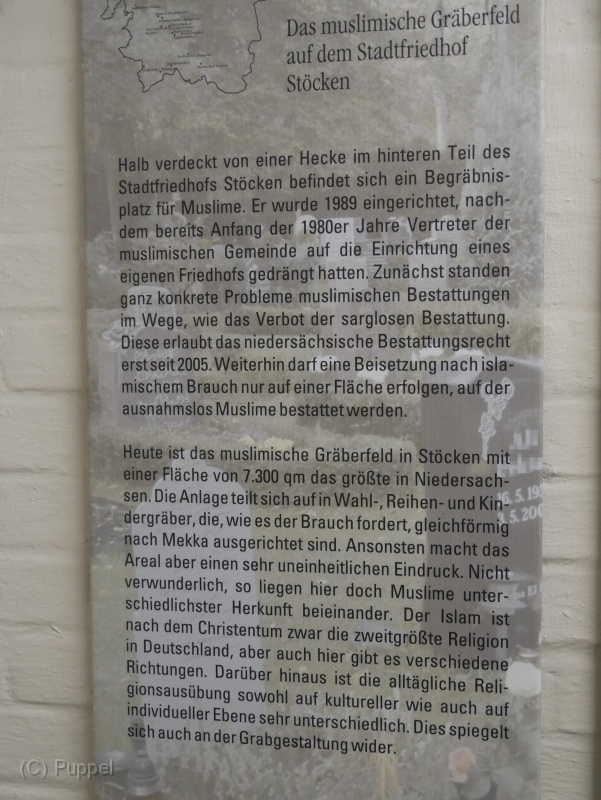 Das muslimische Gräberfeld
auf dem Stadtfriedhof
Stöcken
Halb verdeckt von einer Hecke im hinteren Teil des
Stadtfriedhofs Stöcken befindet sich ein Begräbnis-
platz für Muslime. Er wurde 1989 eingerichtet, nach-
dem bereits Anfang der 1980er Jahre Vertreter der
muslimischen Gemeinde auf die Einrichtung eines
eigenen Friedhofs gedrängt hatten. Zunächst standen
ganz konkrete Probleme muslimischen Bestattungen
im Wege, wie das Verbot der sarglosen Bestattung.
Diese erlaubt das niedersächsische Bestattungsrecht
erst seit 2005. Weiterhin darf eine Beisetzung nach isla-
mischem Brauch nur auf einer Fläche erfolgen, auf der
ausnahmslos Muslime bestattet werden.
Heute ist das muslimische Gräberfeld in Stöcken mit
einer Fläche von 7.300 qm das größte in Niedersach-
sen. Die Anlage teilt sich auf in Wahl-, Reihen- und Kin-
dergräber, die, wie es der Brauch fordert, gleichförmig
nach Mekka ausgerichtet sind. Ansonsten macht das
Areal aber einen sehr uneinheitlichen Eindruck. Nicht
verwunderlich, so liegen hier doch Muslime unter-
schiedlichster Herkunft beieinander. Der Islam ist
nach dem Christentum zwar die zweitgrößte Religion
in Deutschland, aber auch hier gibt es verschiedene
Richtungen. Darüber hinaus ist die alltägliche Reli-
gionsausübung sowohl auf kultureller wie auch auf
individueller Ebene sehr unterschiedlich. Dies spiegelt
sich auch an der Grabgestaltung wider.
(C) Puppel